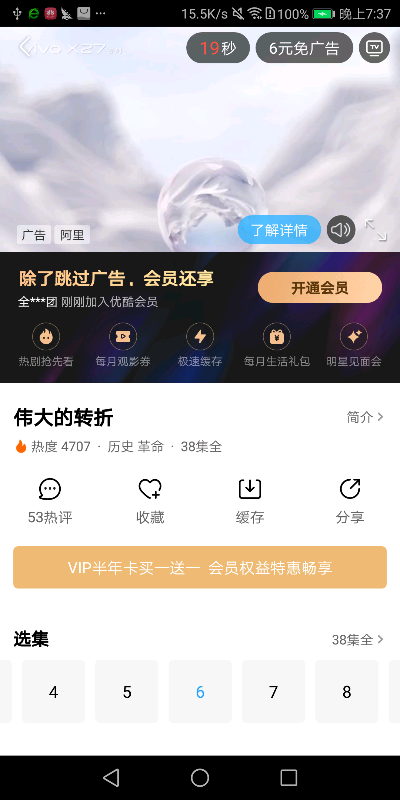 15.5K/s 100% 晚上7:37
vivo X27
19秒
6元免广告
TV
广告 阿里
了解详情
除了跳过广告，会员还享
全***团 刚刚加入优酷会员
开通会员
热剧抢先看 每月观影券 极速缓存 每月生活礼包 明星见面会
伟大的转折
简介
热度 4707 · 历史 革命 · 38集全
53热评 收藏 缓存 分享
VIP半年卡买一送一 会员权益特惠畅享
选集
38集全
4 5 6 7 8